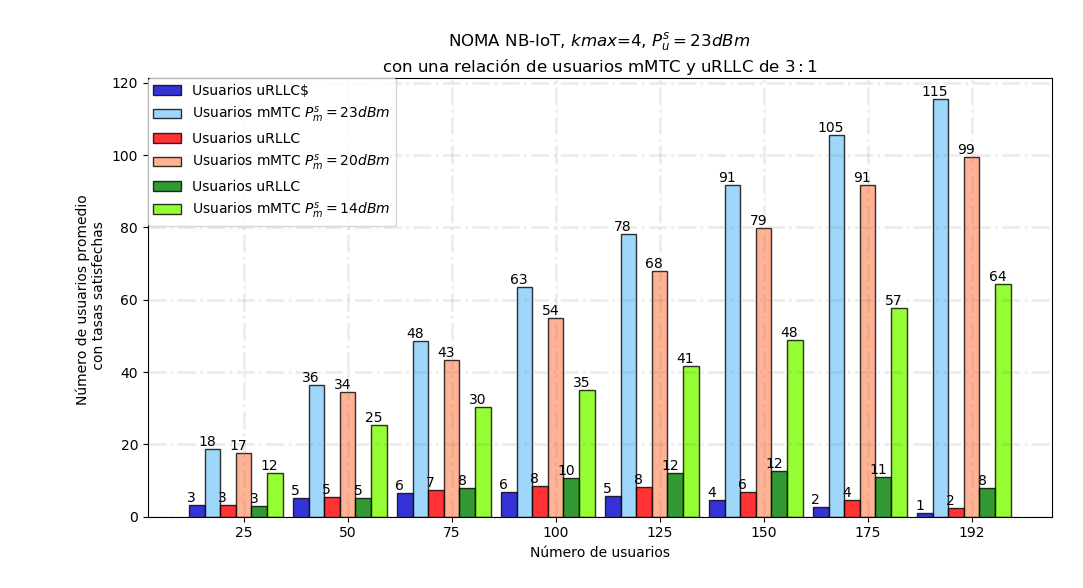 NOMA NB-IoT, kmax=4, P_u^s = 23dBm
con una relación de usuarios mMTC y uRLLC de 3 : 1
Usuarios uRLLC$
Usuarios mMTC P_m^s = 23dBm
Usuarios uRLLC
Usuarios mMTC P_m^s = 20dBm
Usuarios uRLLC
Usuarios mMTC P_m^s = 14dBm
Número de usuarios promedio
con tasas satisfechas
120
100
80
60
40
20
0
3 18 3 17 3 12
5 36 5 34 5 25
6 48 7 43 8 30
6 63 8 54 10 35
5 78 8 68 12 41
4 91 6 79 12 48
2 105 4 91 11 57
1 115 2 99 8 64
25 50 75 100 125 150 175 192
Número de usuarios